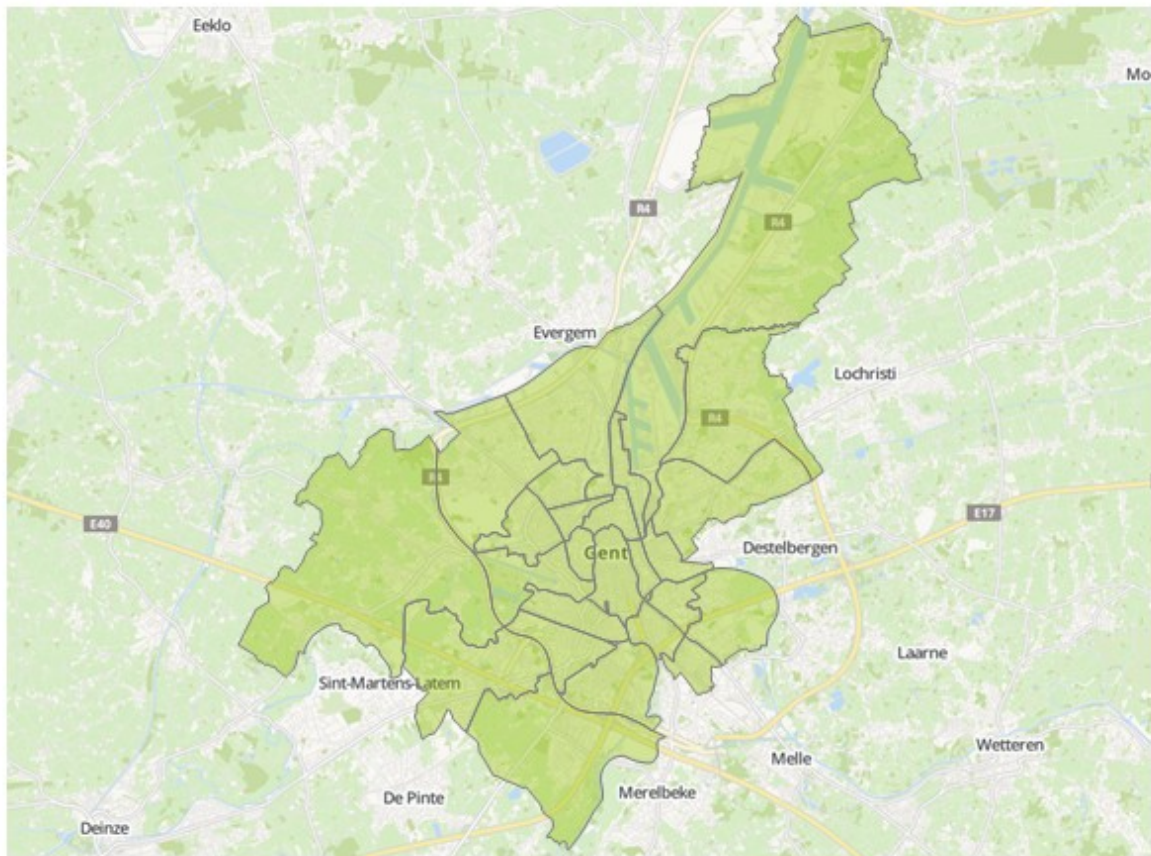 Eeklo
Mo
R4
R4
Evergem
Lochristi
R4
R4
E40
E17
Gent
Destelbergen
Laarne
Sint-Martens-Latem
Wetteren
Melle
Merelbeke
De Pinte
Deinze